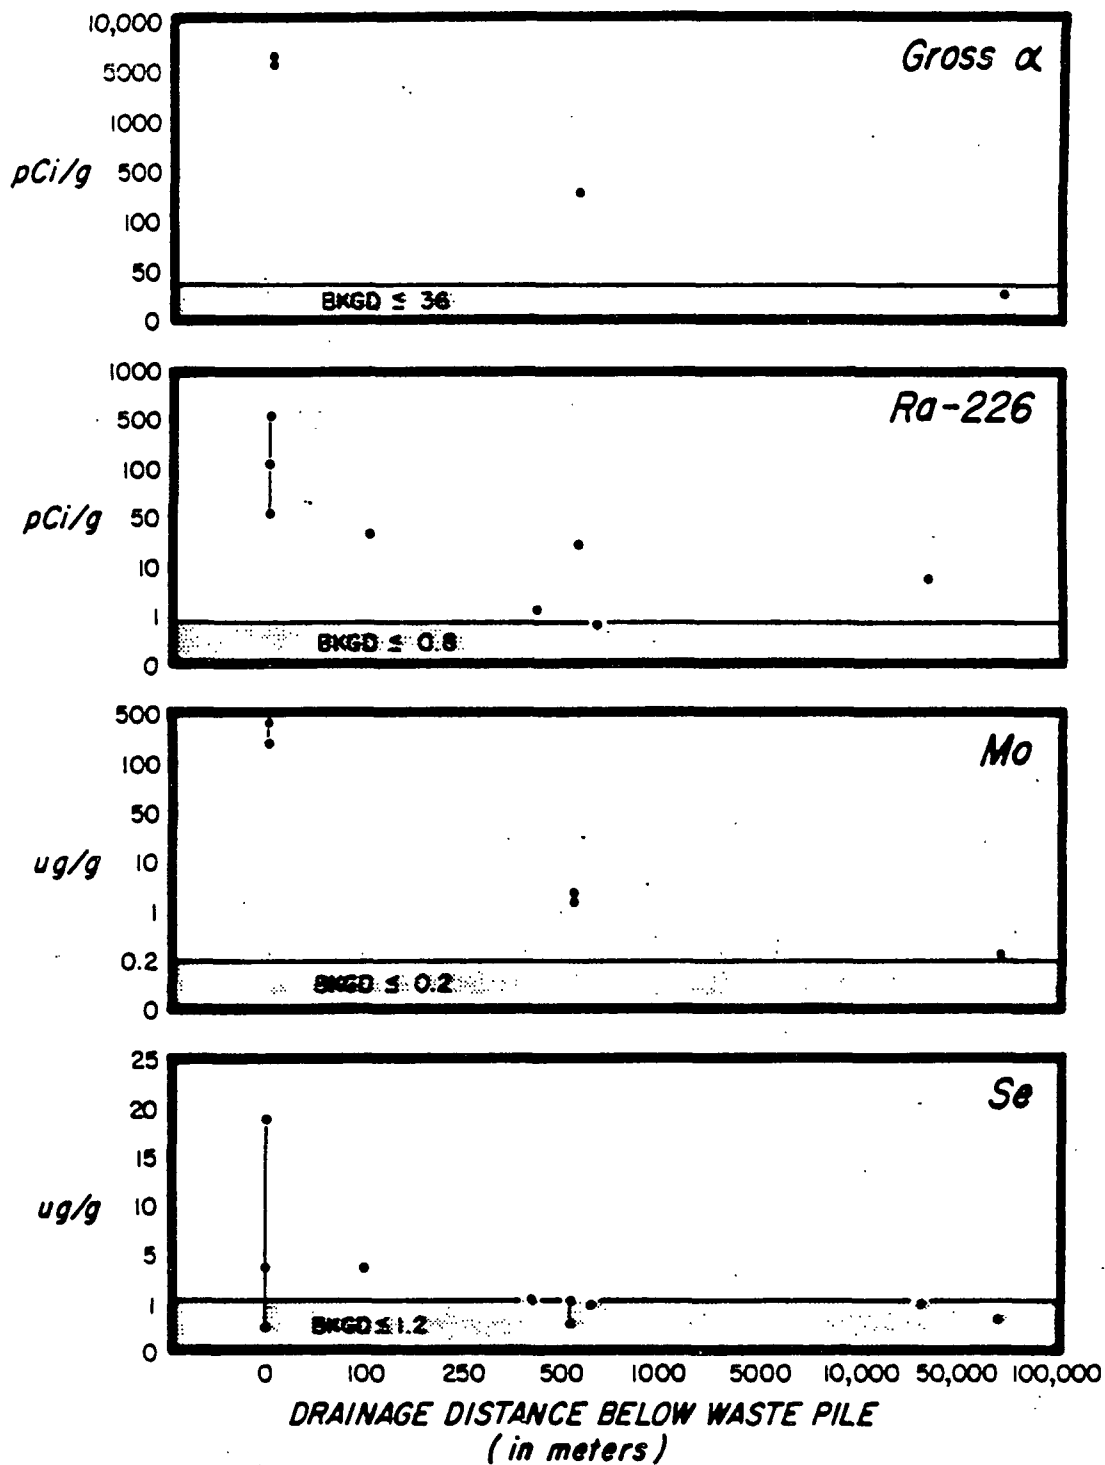 10,000
Gross α
5000
1000
pCi/g 500
100
50
BKGD ≤ 36
0
1000
Ra-226
500
100
pCi/g 50
10
1
BKGD ≤ 0.8
0
500
Mo
100
50
ug/g 10
1
0.2
BKGD ≤ 0.2
0
25
Se
20
15
ug/g 10
5
1
BKGD ≤ 1.2
0
0 100 250 500 1000 5000 10,000 50,000 100,000
DRAINAGE DISTANCE BELOW WASTE PILE
(in meters)